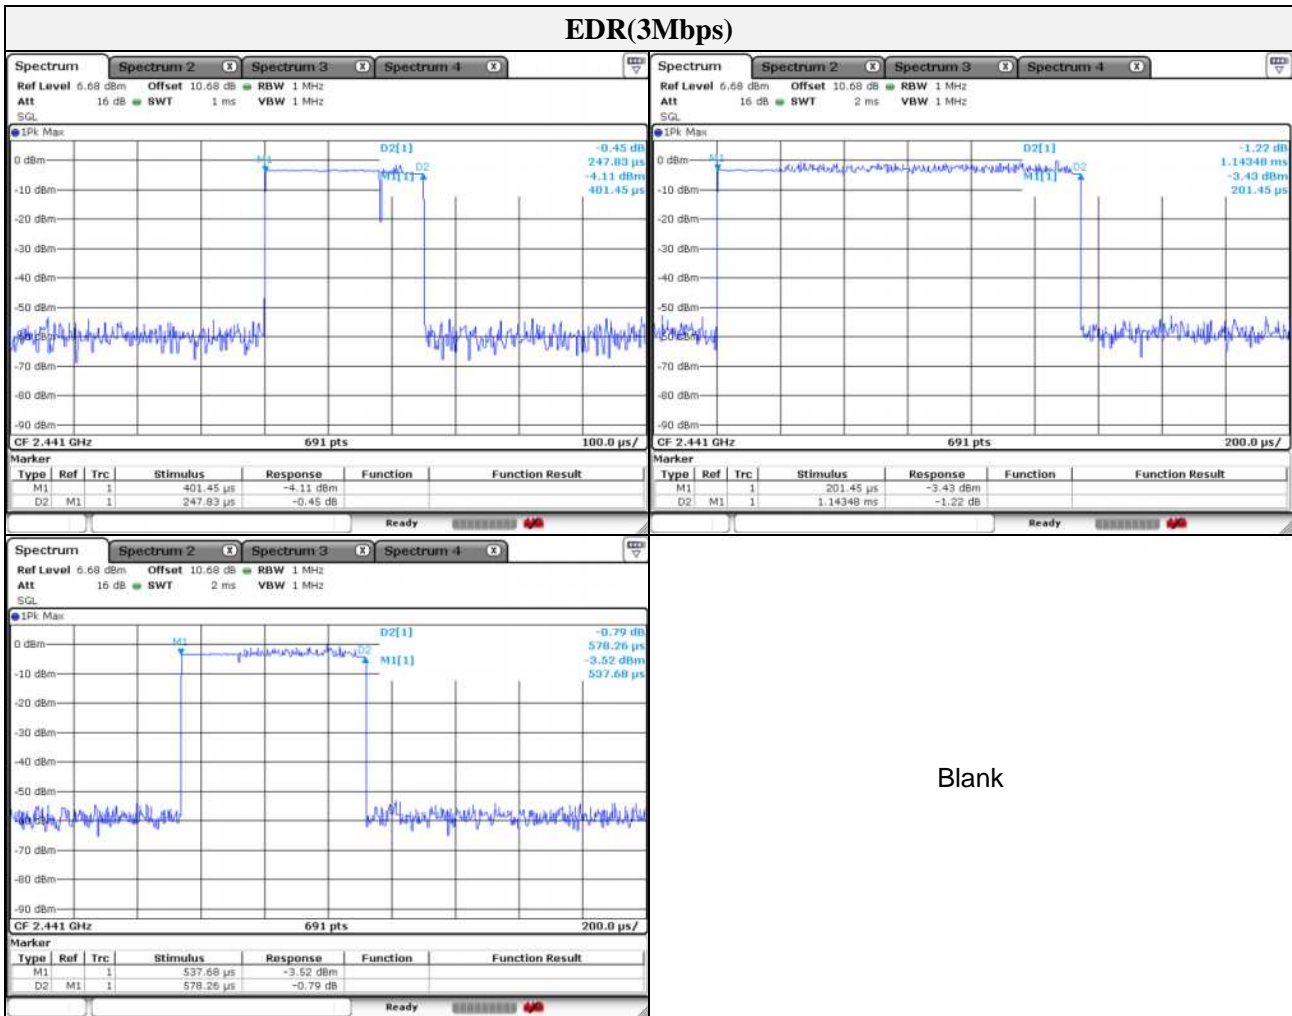 EDR(3Mbps)
Spectrum Spectrum 2 X Spectrum 3 X Spectrum 4 X
Ref Level 6.68 dBm Offset 10.68 dB RBW 1 MHz
Att 16 dB SWT 1 ms VBW 1 MHz
SGL
1Pk Max
D2[1] -0.45 dB
247.83 µs
M1[1] -4.11 dBm
401.45 µs
M1
D2
0 dBm
-10 dBm
-20 dBm
-30 dBm
-40 dBm
-50 dBm
-60 dBm
-70 dBm
-80 dBm
-90 dBm
CF 2.441 GHz 691 pts 100.0 µs/
Marker
Type Ref Trc Stimulus Response Function Function Result
M1 1 401.45 µs -4.11 dBm
D2 M1 1 247.83 µs -0.45 dB
Ready
Spectrum Spectrum 2 X Spectrum 3 X Spectrum 4 X
Ref Level 6.68 dBm Offset 10.68 dB RBW 1 MHz
Att 16 dB SWT 2 ms VBW 1 MHz
SGL
1Pk Max
D2[1] -1.22 dB
1.14348 ms
M1[1] -3.43 dBm
201.45 µs
M1
D2
0 dBm
-10 dBm
-20 dBm
-30 dBm
-40 dBm
-50 dBm
-60 dBm
-70 dBm
-80 dBm
-90 dBm
CF 2.441 GHz 691 pts 200.0 µs/
Marker
Type Ref Trc Stimulus Response Function Function Result
M1 1 201.45 µs -3.43 dBm
D2 M1 1 1.14348 ms -1.22 dB
Ready
Spectrum Spectrum 2 X Spectrum 3 X Spectrum 4 X
Ref Level 6.68 dBm Offset 10.68 dB RBW 1 MHz
Att 16 dB SWT 2 ms VBW 1 MHz
SGL
1Pk Max
D2[1] -0.79 dB
578.26 µs
M1[1] -3.52 dBm
537.68 µs
M1
D2
0 dBm
-10 dBm
-20 dBm
-30 dBm
-40 dBm
-50 dBm
-60 dBm
-70 dBm
-80 dBm
-90 dBm
CF 2.441 GHz 691 pts 200.0 µs/
Marker
Type Ref Trc Stimulus Response Function Function Result
M1 1 537.68 µs -3.52 dBm
D2 M1 1 578.26 µs -0.79 dB
Ready
Blank